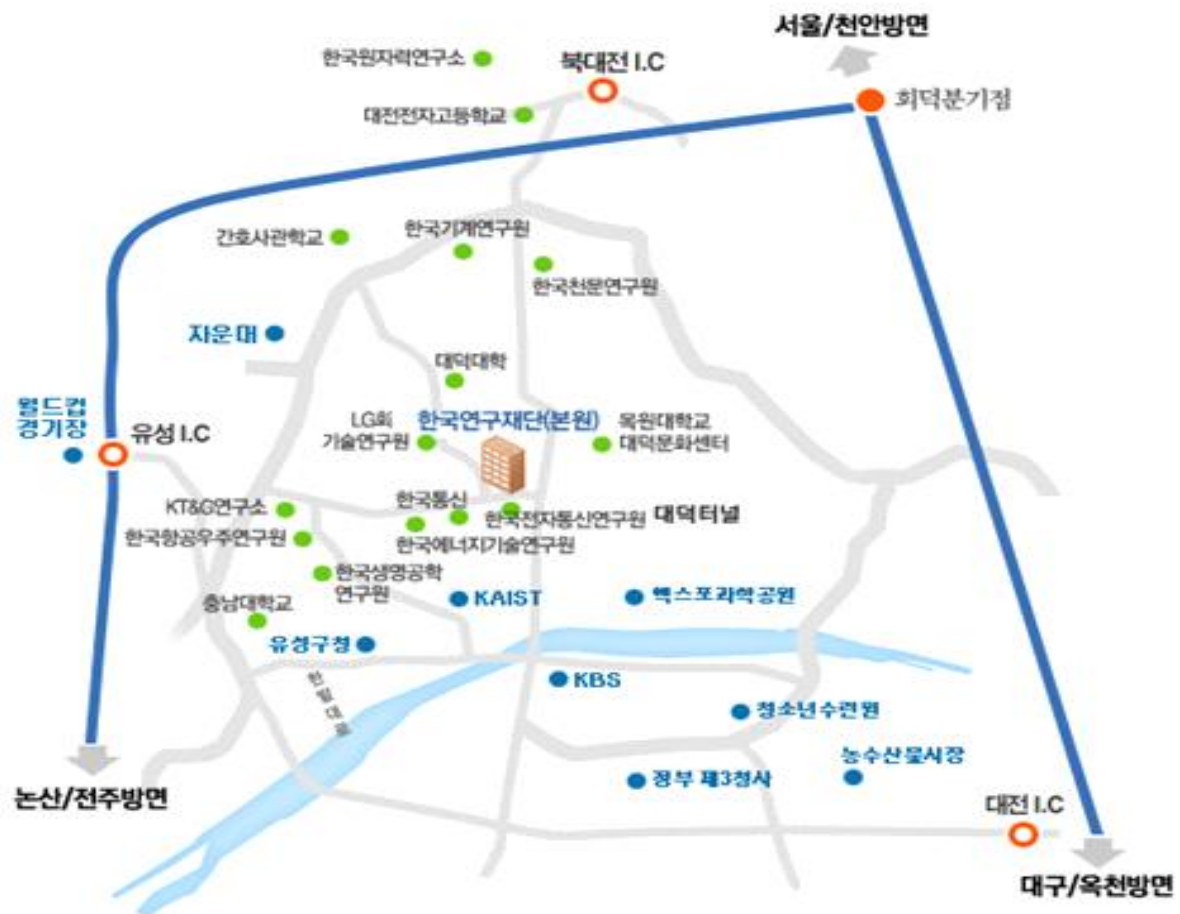 서울/천안방면
한국원자력연구소
북대전 I.C
회덕분기점
대전전자고등학교
간호사관학교
한국기계연구원
한국천문연구원
자운대
대덕대학
월드컵
경기장
유성 I.C
LG화
기술연구원
한국연구재단(본원)
목원대학교
대덕문화센터
KT&G연구소
한국통신
한국전자통신연구원
대덕터널
한국항공우주연구원
한국에너지기술연구원
한국생명공학
연구원
KAIST
엑스포과학공원
충남대학교
유성구청
한밭대로
KBS
청소년수련원
농수산물시장
정부 제3청사
논산/전주방면
대전 I.C
대구/옥천방면